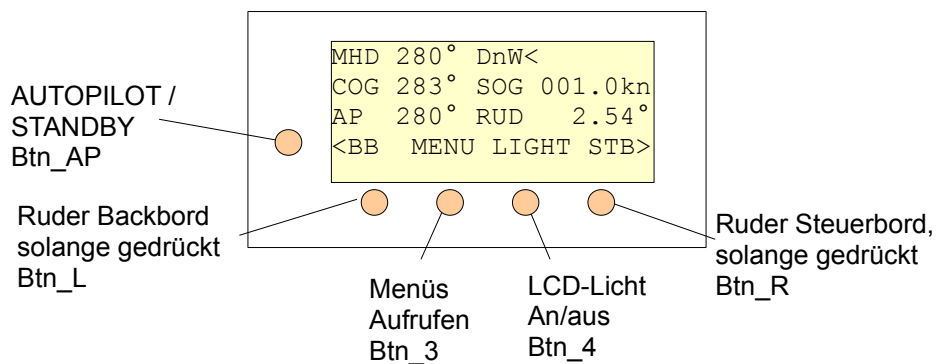 MHD 280° DnW<
COG 283° SOG 001.0kn
AP 280° RUD 2.54°
<BB MENU LIGHT STB>
AUTOPILOT /
STANDBY
Btn_AP
Ruder Backbord
solange gedrückt
Btn_L
Menüs
Aufrufen
Btn_3
LCD-Licht
An/aus
Btn_4
Ruder Steuerbord,
solange gedrückt
Btn_R